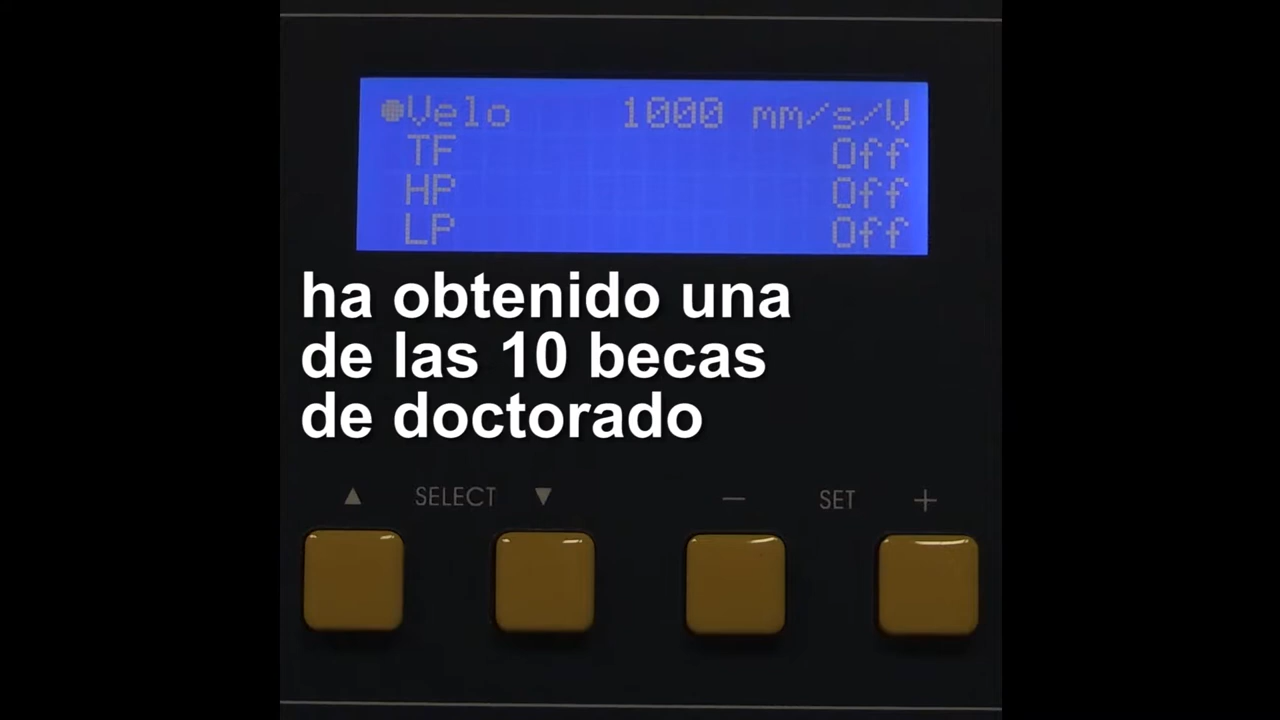 Velo 1000 mm/s/V
TF Off
HP Off
LP Off
ha obtenido una
de las 10 becas
de doctorado
▲ SELECT ▼ − SET +